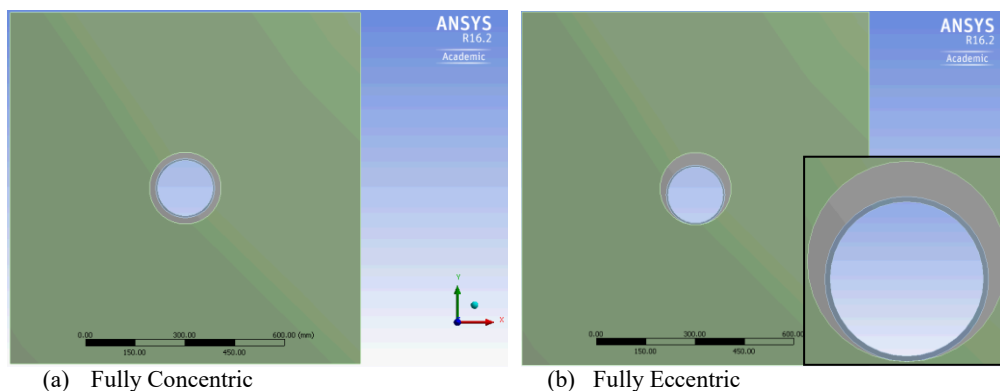 ANSYS
R16.2
Academic
Y
X
0.00
300.00
600.00 (mm)
150.00
450.00
(a) Fully Concentric
ANSYS
R16.2
Academic
0.00
300.00
600.00
150.00
450.00
(b) Fully Eccentric